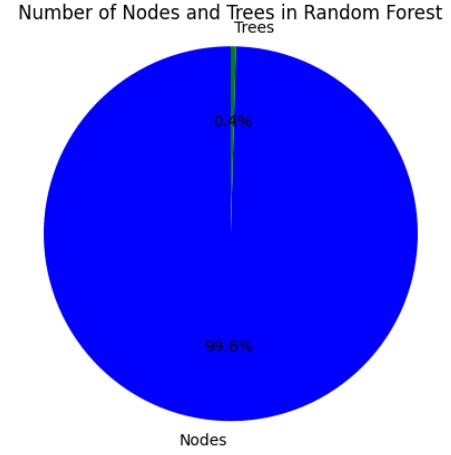 Number of Nodes and Trees in Random Forest
Trees
0.4%
99.6%
Nodes